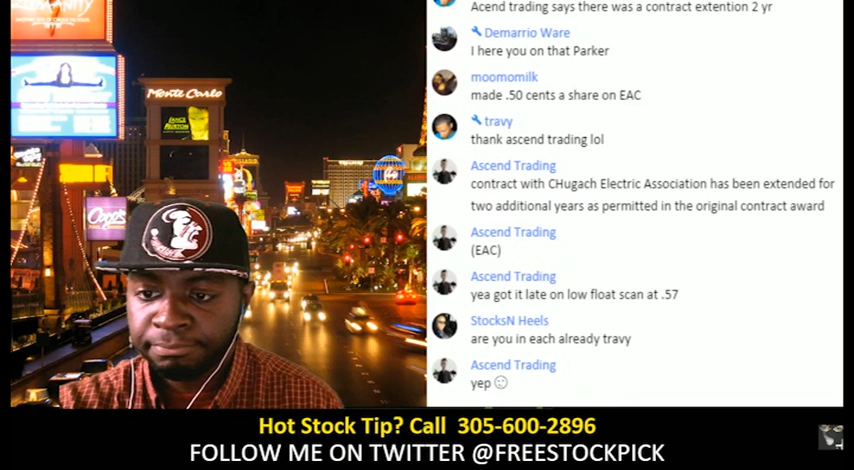 UMANITY
Monte Carlo
LANCE
BURTON
Coco's
Acend trading says there was a contract extention 2 yr
Demarrio Ware
I here you on that Parker
moomomilk
made .50 cents a share on EAC
travy
thank ascend trading lol
Ascend Trading
contract with CHugach Electric Association has been extended for
two additional years as permitted in the original contract award
Ascend Trading
(EAC)
Ascend Trading
yea got it late on low float scan at .57
StocksN Heels
are you in each already travy
Ascend Trading
yep
Hot Stock Tip? Call 305-600-2896
FOLLOW ME ON TWITTER @FREESTOCKPICK